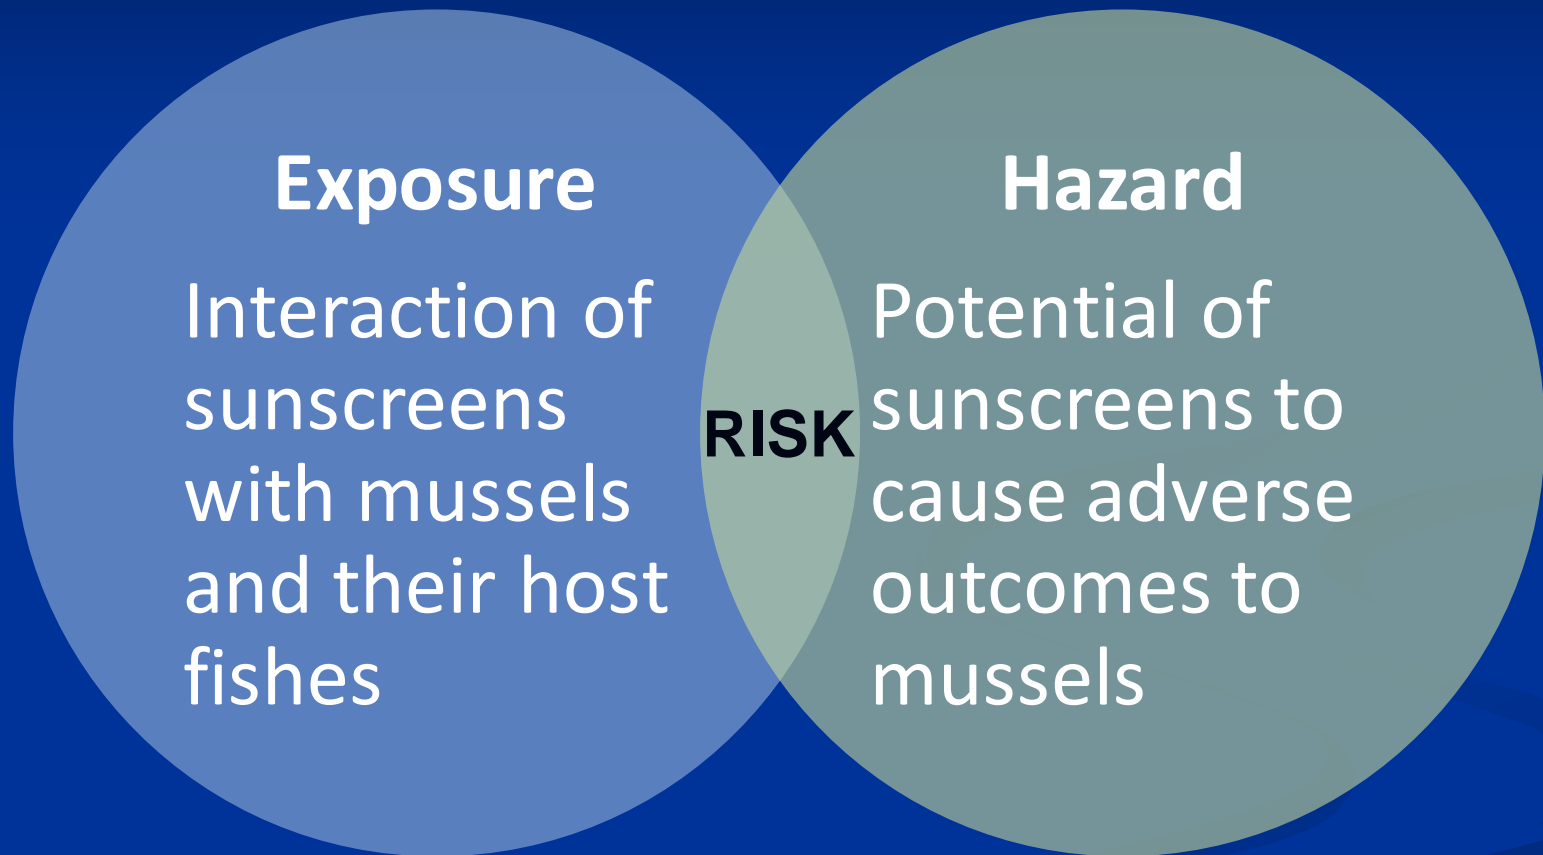 Exposure
Interaction of
sunscreens
with mussels
and their host
fishes
RISK
Hazard
Potential of
sunscreens to
cause adverse
outcomes to
mussels